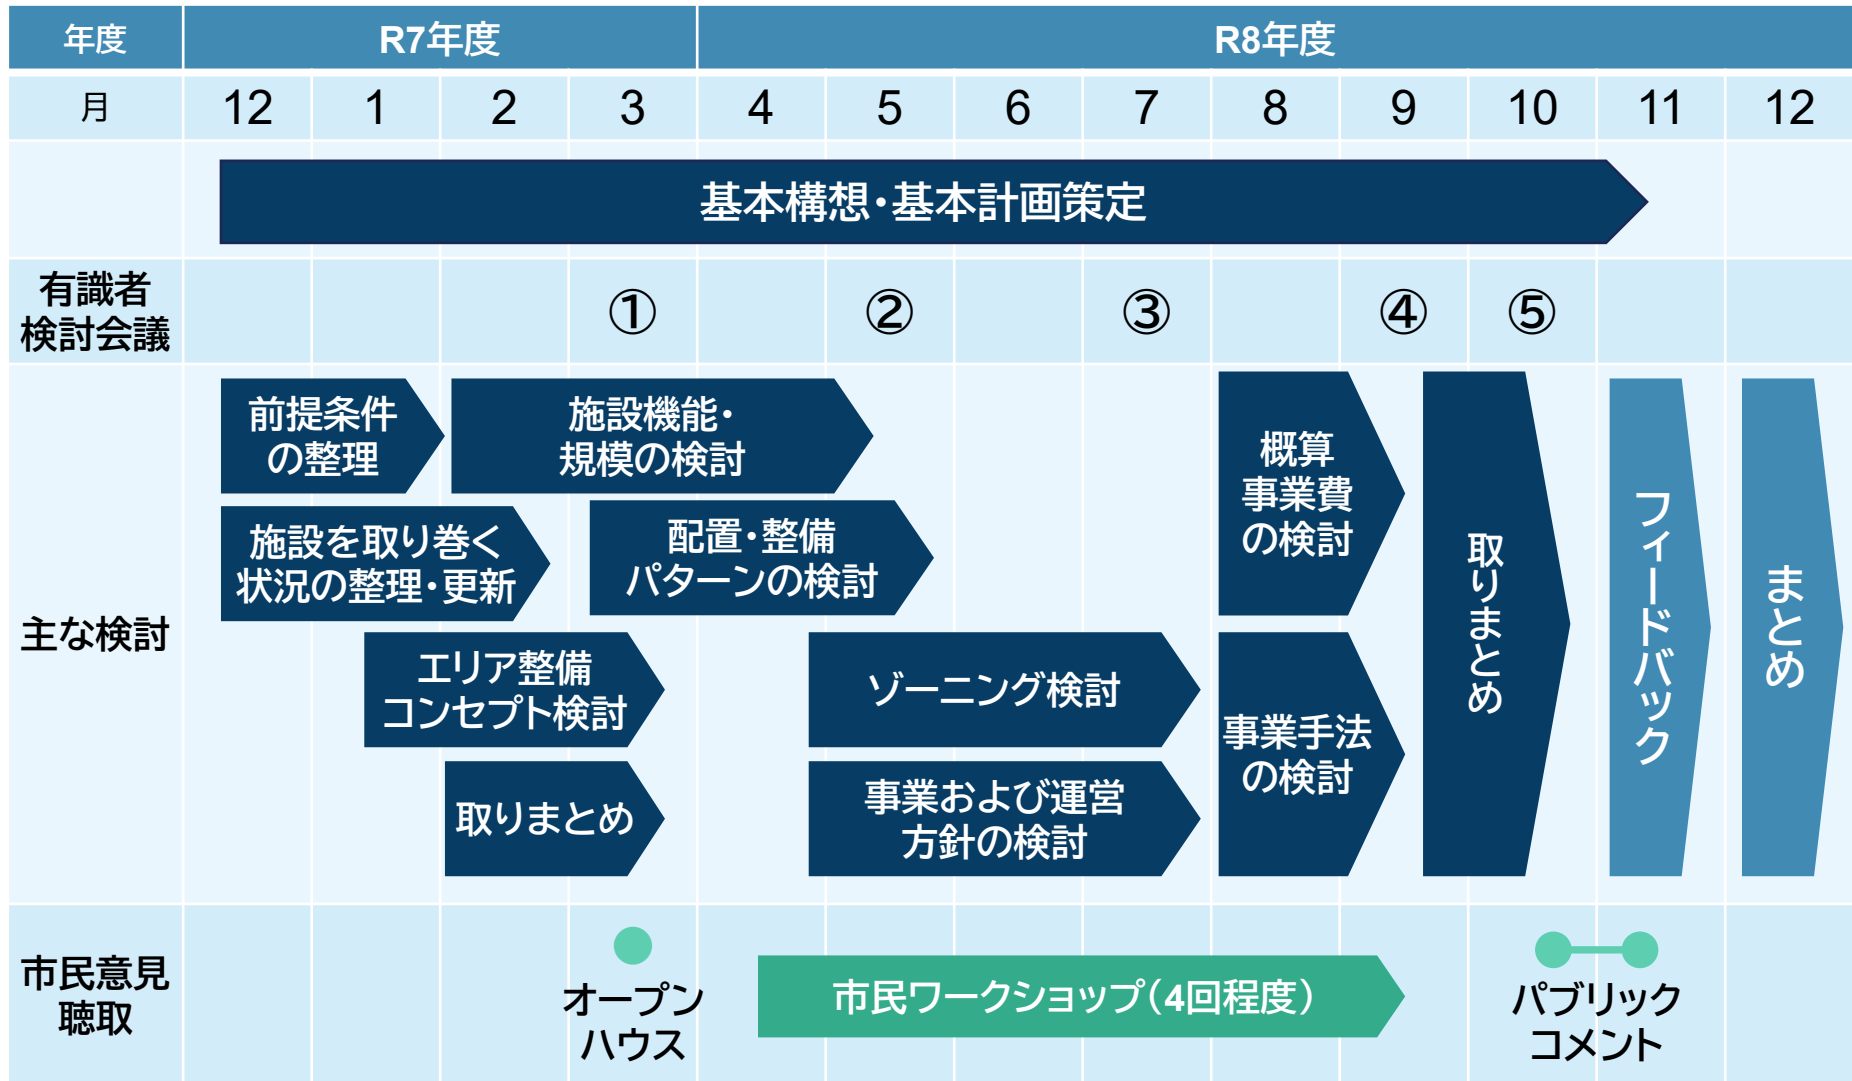 年度
R7年度
R8年度
月
12
1
2
3
4
5
6
7
8
9
10
11
12
基本構想・基本計画策定
有識者
検討会議
①
②
③
④
⑤
主な検討
前提条件
の整理
施設機能・
規模の検討
施設を取り巻く
状況の整理・更新
配置・整備
パターンの検討
エリア整備
コンセプト検討
取りまとめ
ゾーニング検討
事業および運営
方針の検討
概算
事業費
の検討
事業手法
の検討
取りまとめ
フィードバック
まとめ
市民意見
聴取
オープン
ハウス
市民ワークショップ（4回程度）
パブリック
コメント